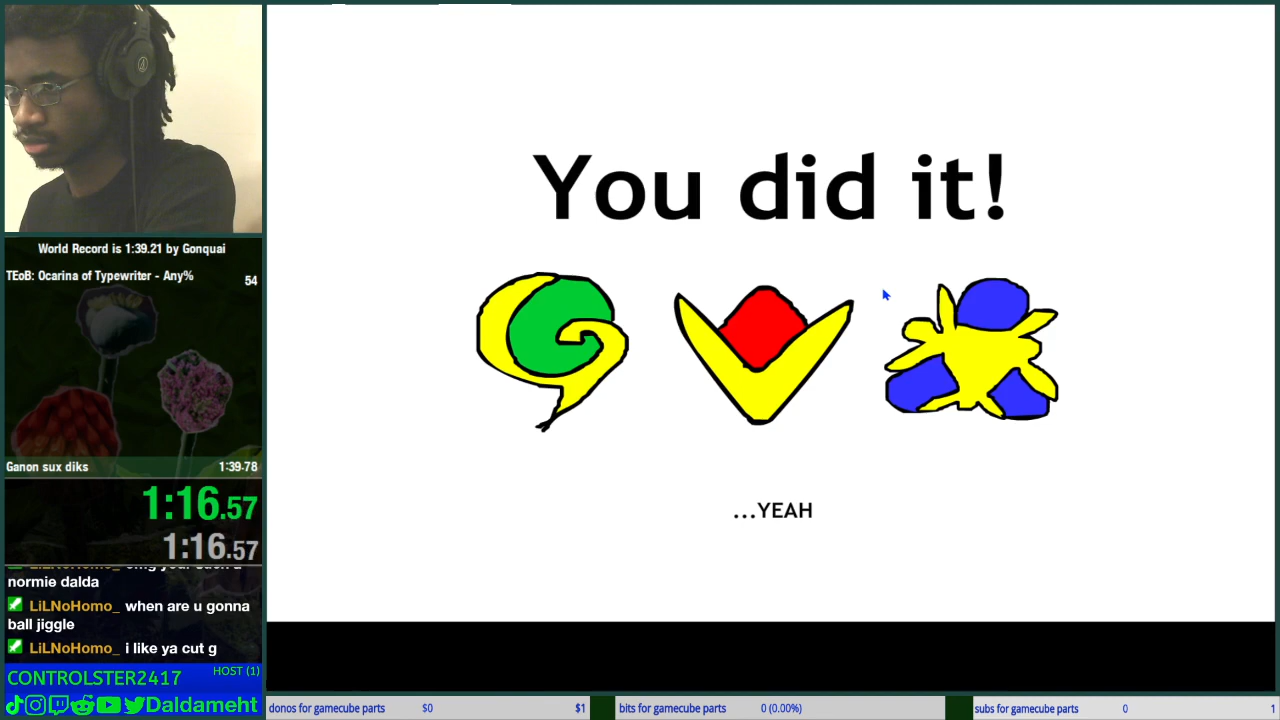 World Record is 1:39.21 by Gonquai
TEoB: Ocarina of Typewriter - Any%
54
Ganon sux diks 1:39.78
1:16.57
1:16.57
LiLNoHomo_
normie dalda
LiLNoHomo_ when are u gonna
ball jiggle
LiLNoHomo_ i like ya cut g
CONTROLSTER2417 HOST (1)
Daldameht
You did it!
...YEAH
donos for gamecube parts $0 $1
bits for gamecube parts 0 (0.00%)
subs for gamecube parts 0 1